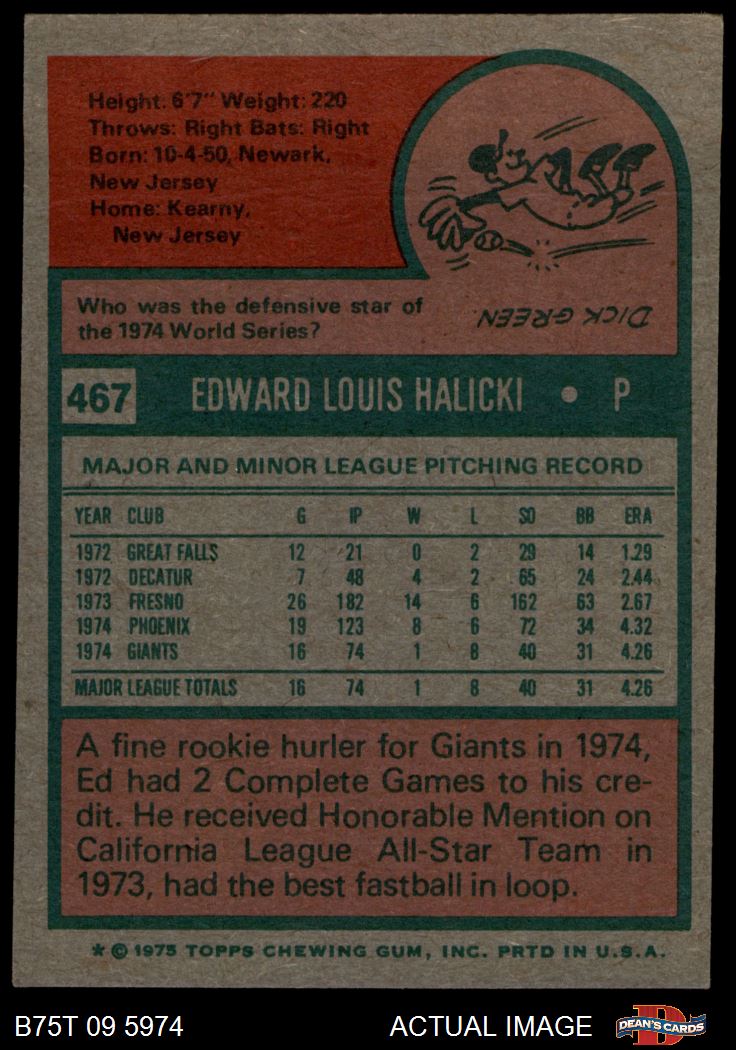 Height: 6'7" Weight: 220
Throws: Right Bats: Right
Born: 10-4-50, Newark,
New Jersey
Home: Kearny,
New Jersey
Who was the defensive star of
the 1974 World Series?
DICK GREEN.
467 EDWARD LOUIS HALICKI • P
MAJOR AND MINOR LEAGUE PITCHING RECORD
YEAR CLUB G IP W L SO BB ERA
1972 GREAT FALLS 12 21 0 2 29 14 1.29
1972 DECATUR 7 48 4 2 65 24 2.44
1973 FRESNO 26 182 14 6 162 63 2.67
1974 PHOENIX 19 123 8 6 72 34 4.32
1974 GIANTS 16 74 1 8 40 31 4.26
MAJOR LEAGUE TOTALS 16 74 1 8 40 31 4.26
A fine rookie hurler for Giants in 1974,
Ed had 2 Complete Games to his cre-
dit. He received Honorable Mention on
California League All-Star Team in
1973, had the best fastball in loop.
* © 1975 TOPPS CHEWING GUM, INC. PRTD IN U.S.A.
B75T 09 5974 ACTUAL IMAGE D DEAN'S CARDS